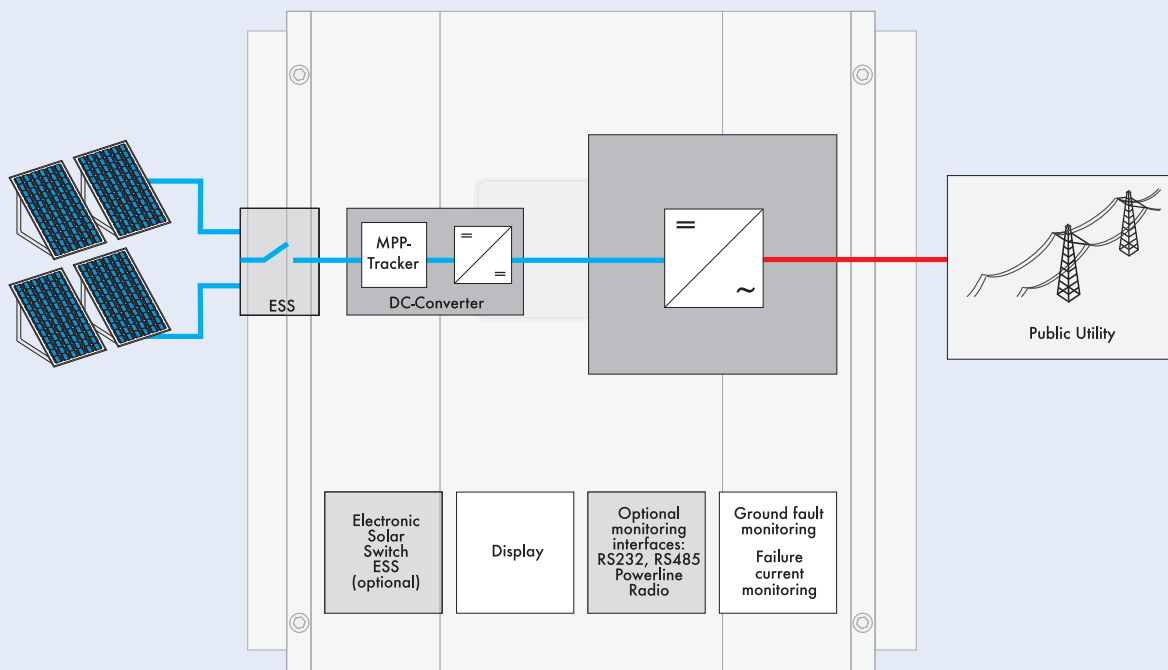 MPP-
Tracker
DC-Converter
ESS
Public Utility
Electronic
Solar
Switch
ESS
(optional)
Display
Optional
monitoring
interfaces:
RS232, RS485
Powerline
Radio
Ground fault
monitoring
Failure
current
monitoring